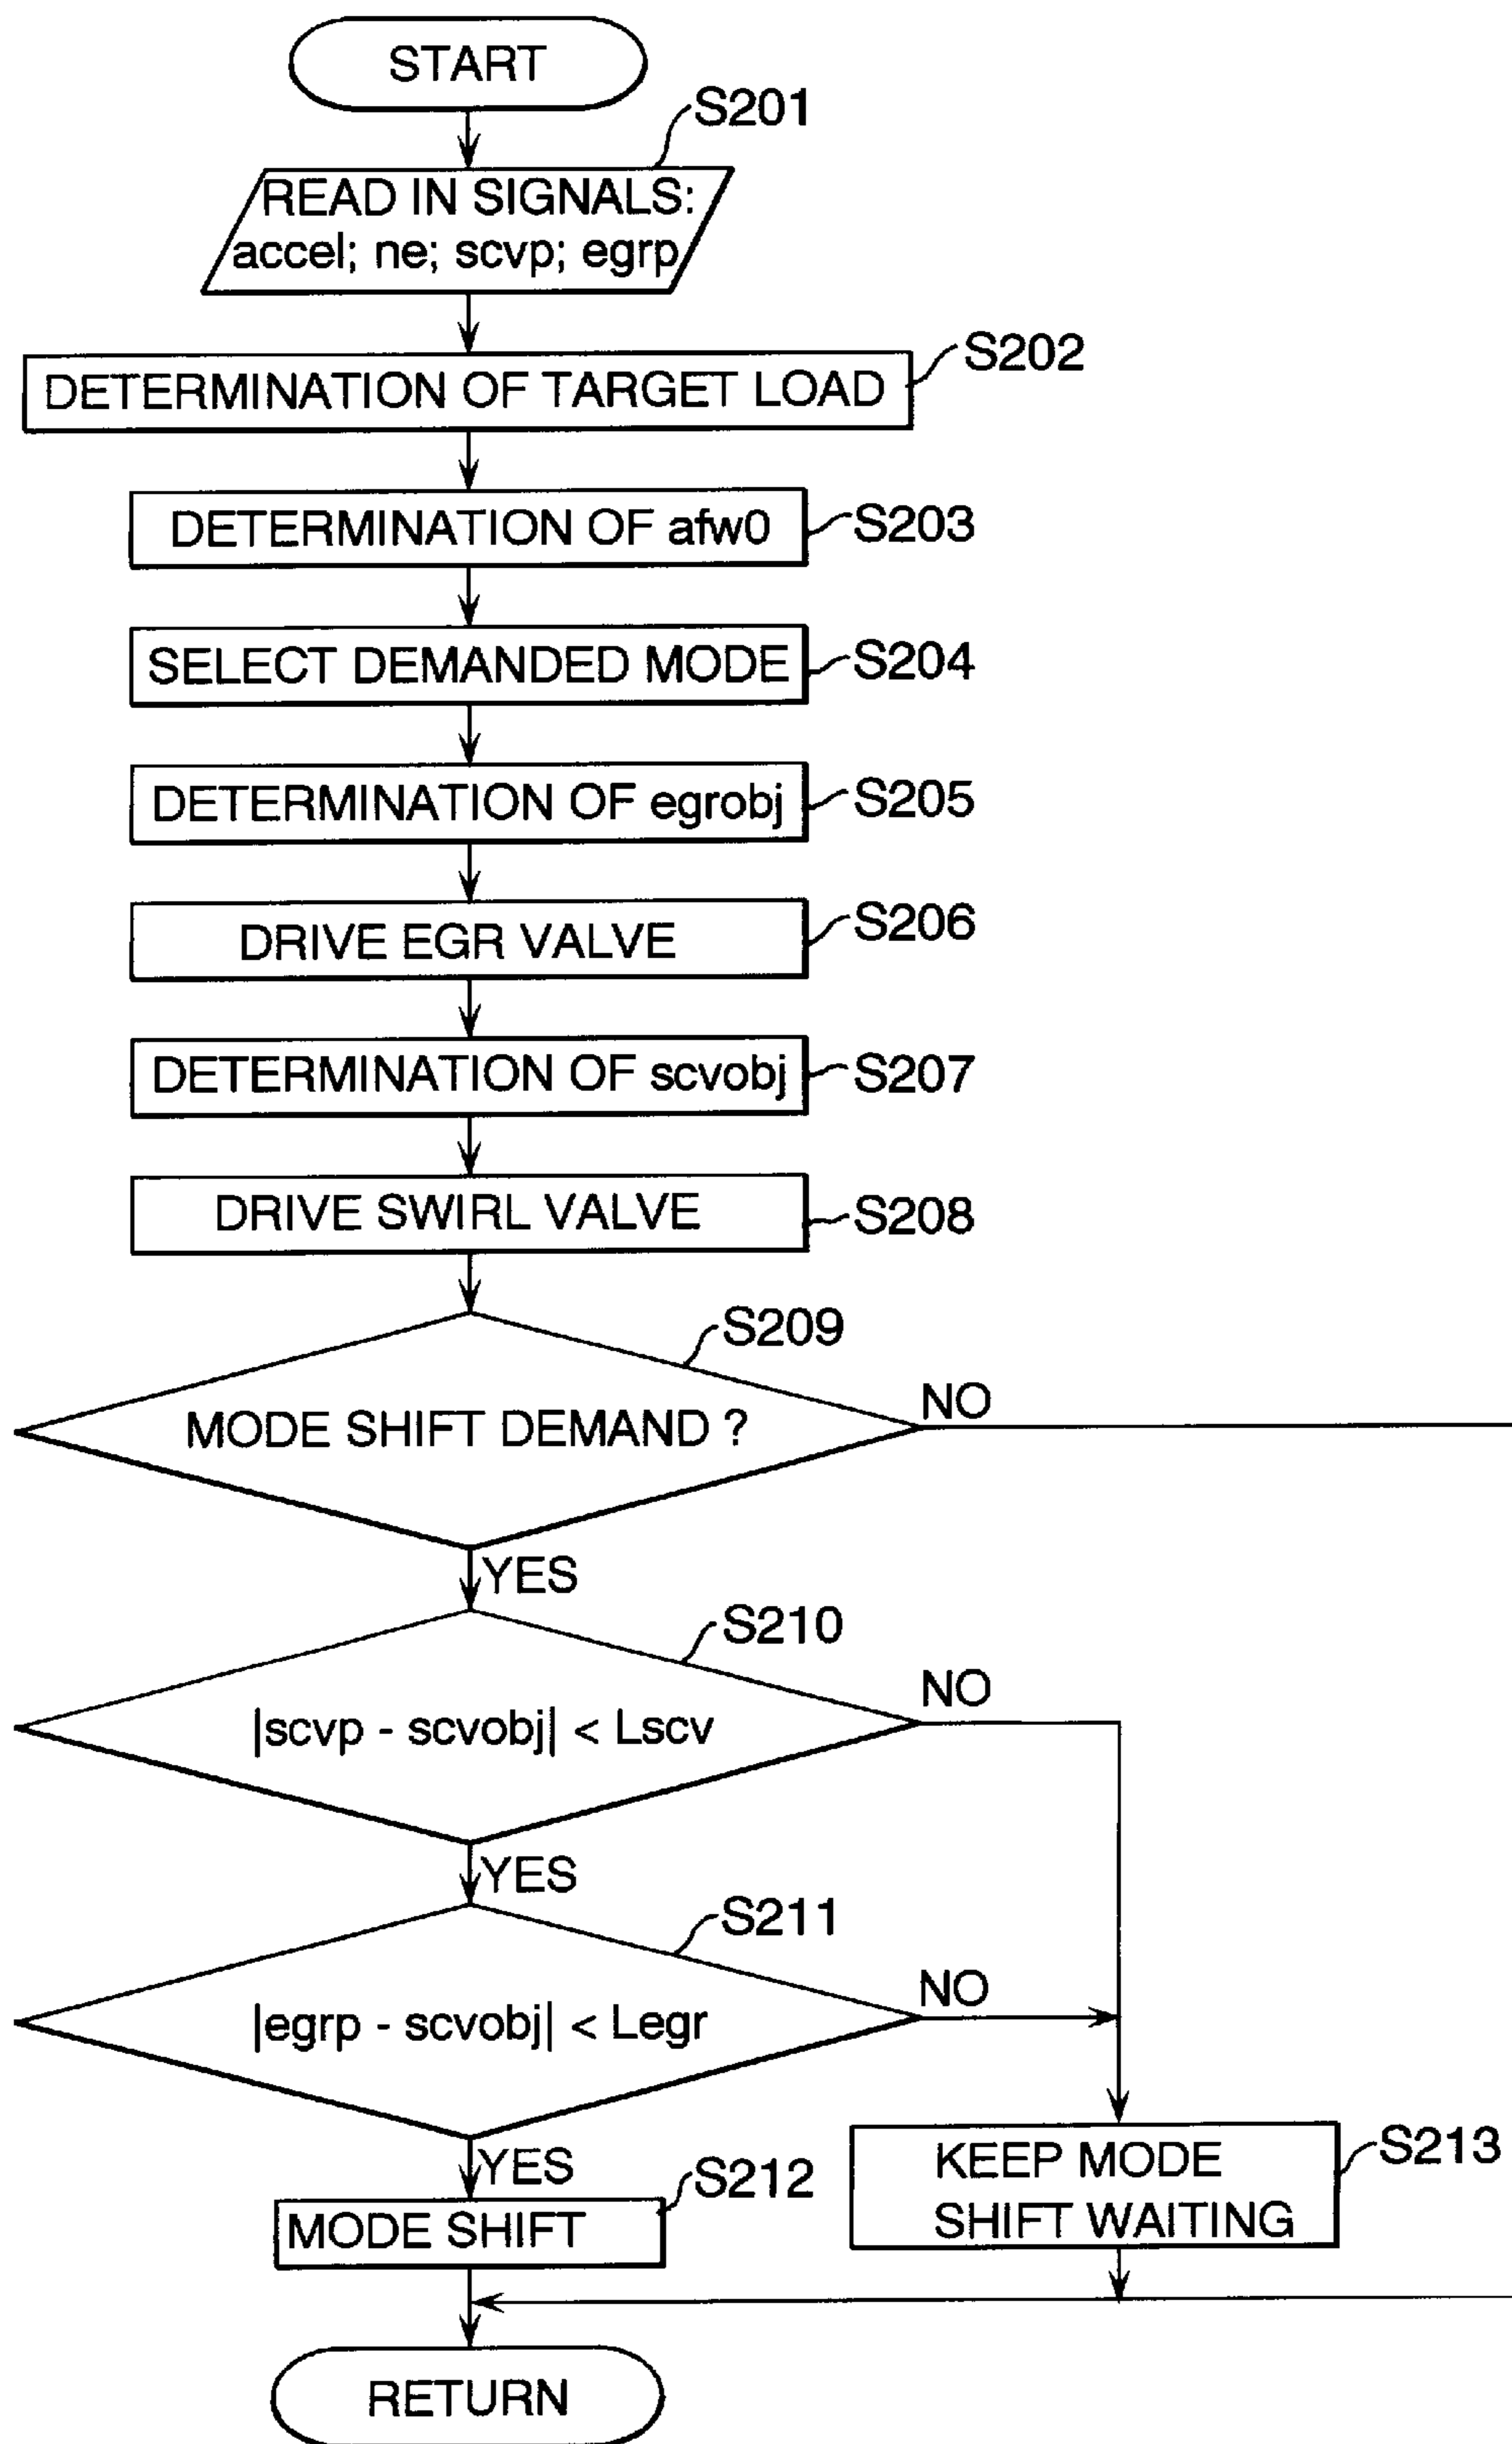 START
S201
READ IN SIGNALS:
accel; ne; scvp; egrp
S202
DETERMINATION OF TARGET LOAD
DETERMINATION OF afw0
S203
SELECT DEMANDED MODE
S204
DETERMINATION OF egrobj
S205
DRIVE EGR VALVE
S206
DETERMINATION OF scvobj
S207
DRIVE SWIRL VALVE
S208
S209
MODE SHIFT DEMAND ?
NO
YES
S210
|scvp - scvobj| < Lscv
NO
YES
S211
|egrp - scvobj| < Legr
NO
YES
S212
MODE SHIFT
S213
KEEP MODE
SHIFT WAITING
RETURN